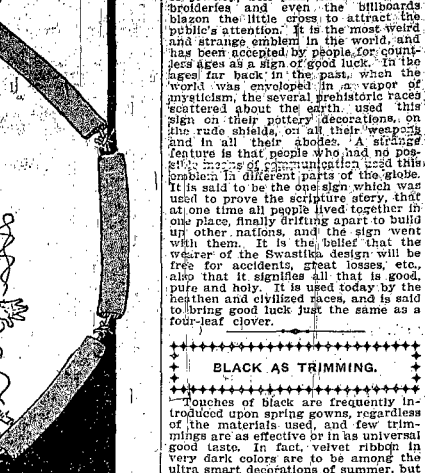 broideries and even the billboards
blazon the little cross to attract the
public's attention. It is the most weird
and strange emblem in the world, and
has been accepted by people for count-
less ages as a sign of good luck. In the
ages far back in the past, when the
world was enveloped in a vapor of
mysticism, the several prehistoric races
scattered about the earth used this
sign on their pottery decorations, on
the rude shields, on all their weapons
and in all their abodes. A strange
feature is that people who had no pos-
sible means of communication used this
emblem in different parts of the globe.
It is said to be the one sign which was
used to prove the scripture story, that
at one time all people lived together in
one place, finally drifting apart to build
up other nations, and the sign went
with them. It is the belief that the
wearer of the Swastika design will be
free for accidents, great losses, etc.,
also that it signifies all that is good,
pure and holy. It is used today by the
heathen and civilized races, and is said
to bring good luck just the same as a
four-leaf clover.
BLACK AS TRIMMING.
Touches of black are frequently in-
troduced upon spring gowns, regardless
of the materials used, and few trim-
mings are as effective or in as universal
good taste. In fact, velvet ribbon in
very dark colors are to be among the
ultra smart decorations of summer, but